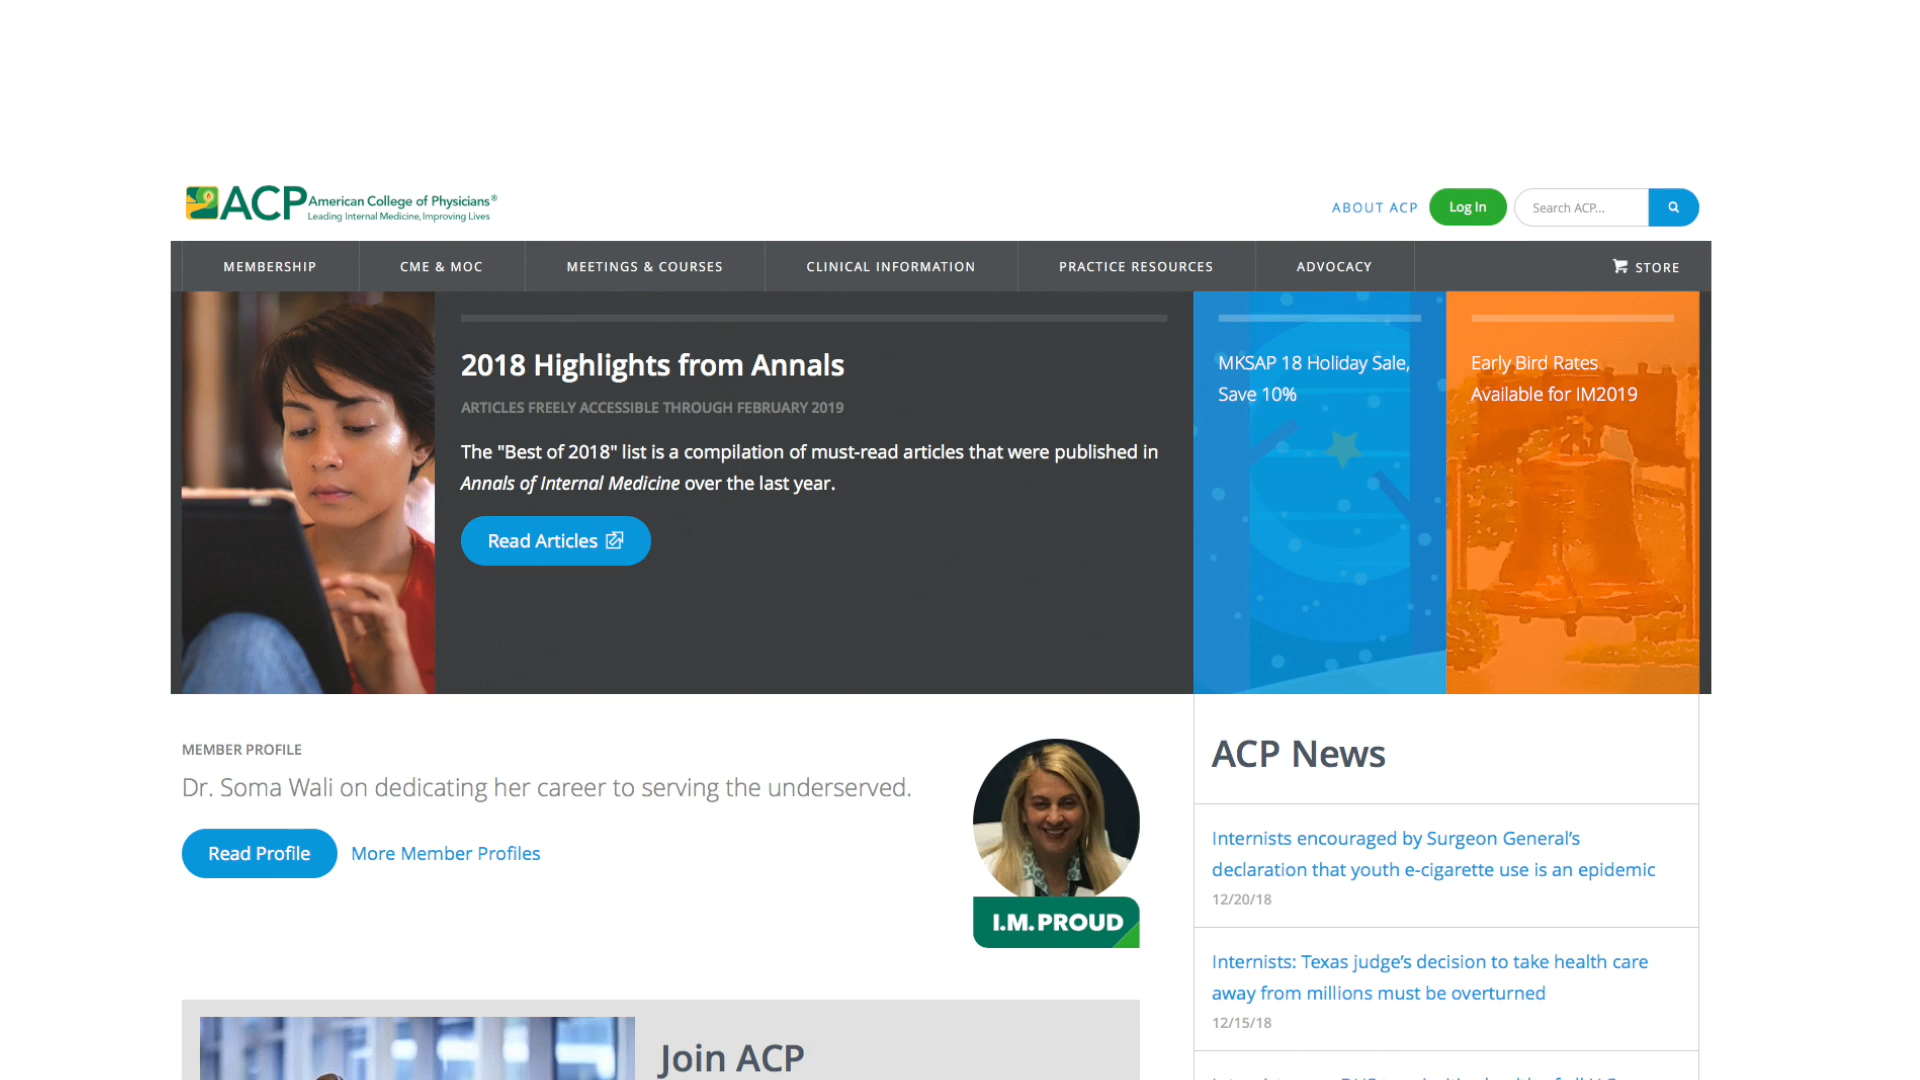 ACP American College of Physicians®
Leading Internal Medicine, Improving Lives
ABOUT ACP
Log In
Search ACP...
MEMBERSHIP
CME & MOC
MEETINGS & COURSES
CLINICAL INFORMATION
PRACTICE RESOURCES
ADVOCACY
STORE
2018 Highlights from Annals
ARTICLES FREELY ACCESSIBLE THROUGH FEBRUARY 2019
The "Best of 2018" list is a compilation of must-read articles that were published in
Annals of Internal Medicine over the last year.
Read Articles
MKSAP 18 Holiday Sale,
Save 10%
Early Bird Rates
Available for IM2019
MEMBER PROFILE
Dr. Soma Wali on dedicating her career to serving the underserved.
Read Profile
More Member Profiles
I.M. PROUD
Join ACP
ACP News
Internists encouraged by Surgeon General’s
declaration that youth e-cigarette use is an epidemic
12/20/18
Internists: Texas judge’s decision to take health care
away from millions must be overturned
12/15/18